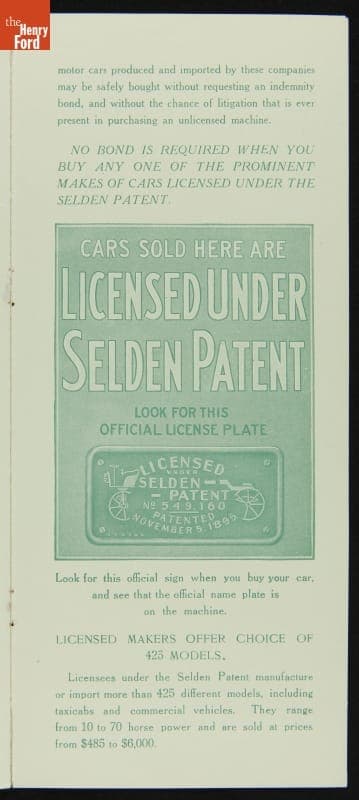 the
Henry
Ford
motor cars produced and imported by these companies
may be safely bought without requesting an indemnity
bond, and without the chance of litigation that is ever
present in purchasing an unlicensed machine.
NO BOND IS REQUIRED WHEN YOU
BUY ANY ONE OF THE PROMINENT
MAKES OF CARS LICENSED UNDER THE
SELDEN PATENT.
CARS SOLD HERE ARE
LICENSED UNDER
SELDEN PATENT
LOOK FOR THIS
OFFICIAL LICENSE PLATE
LICENSED
UNDER
SELDEN
PATENT
No 549,160
PATENTED
NOVEMBER 5, 1895
Look for this official sign when you buy your car,
and see that the official name plate is
on the machine.
LICENSED MAKERS OFFER CHOICE OF
425 MODELS.
Licensees under the Selden Patent manufacture
or import more than 425 different models, including
taxicabs and commercial vehicles. They range
from 10 to 70 horse power and are sold at prices
from $485 to $6,000.